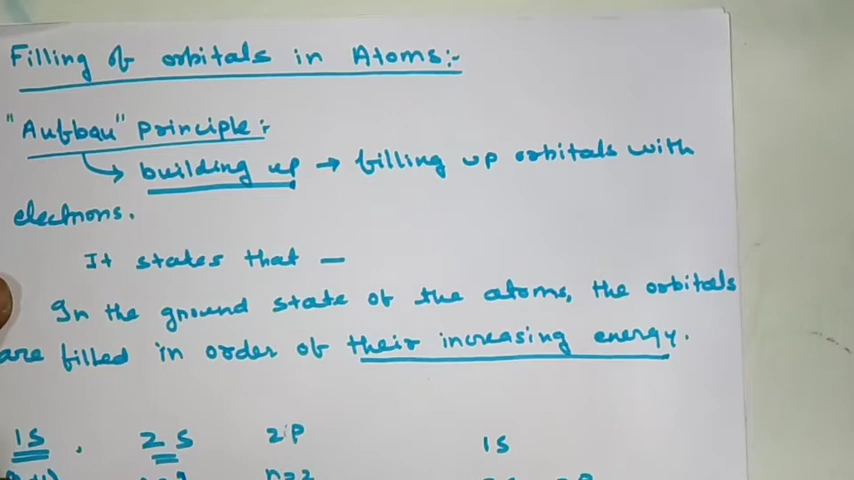 Filling of orbitals in Atoms:-
"Aufbau" principle:
building up → filling up orbitals with
electrons.
It states that —
In the ground state of the atoms, the orbitals
are filled in order of their increasing energy.
1S . 2S 2P 1S
n=2